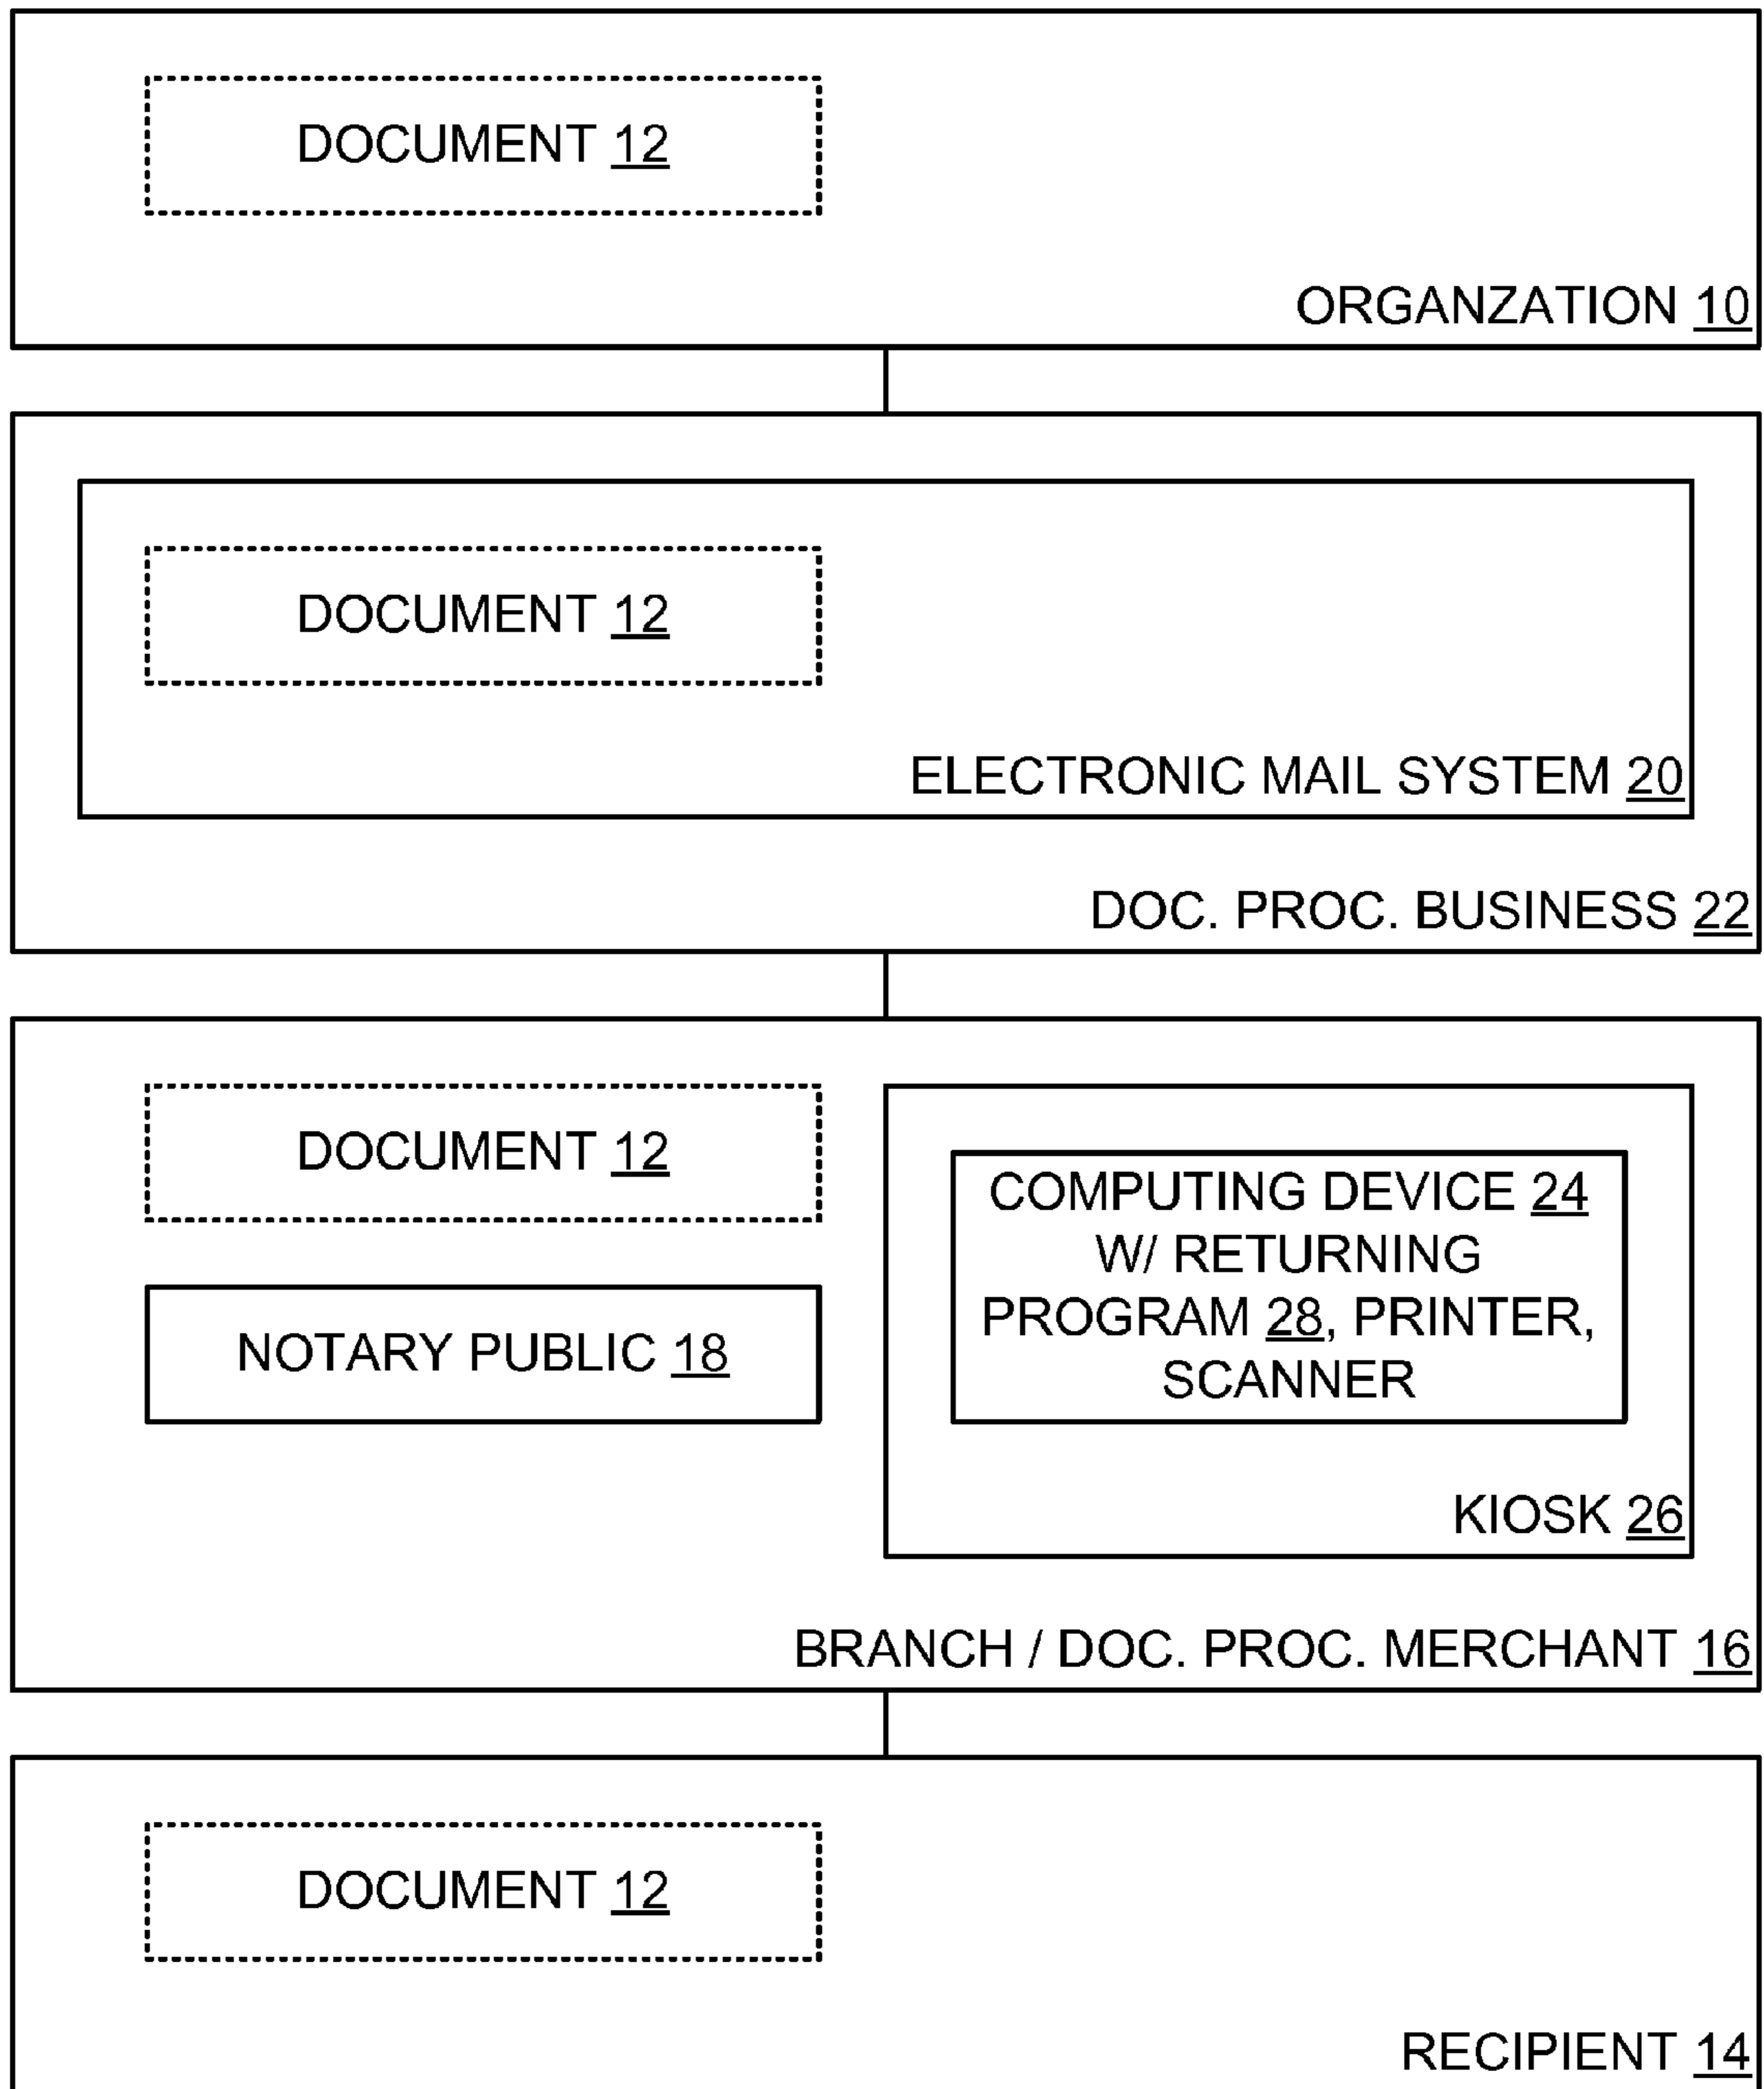 DOCUMENT 12
ORGANZATION 10
DOCUMENT 12
ELECTRONIC MAIL SYSTEM 20
DOC. PROC. BUSINESS 22
DOCUMENT 12
NOTARY PUBLIC 18
COMPUTING DEVICE 24
W/ RETURNING
PROGRAM 28, PRINTER,
SCANNER
KIOSK 26
BRANCH / DOC. PROC. MERCHANT 16
DOCUMENT 12
RECIPIENT 14